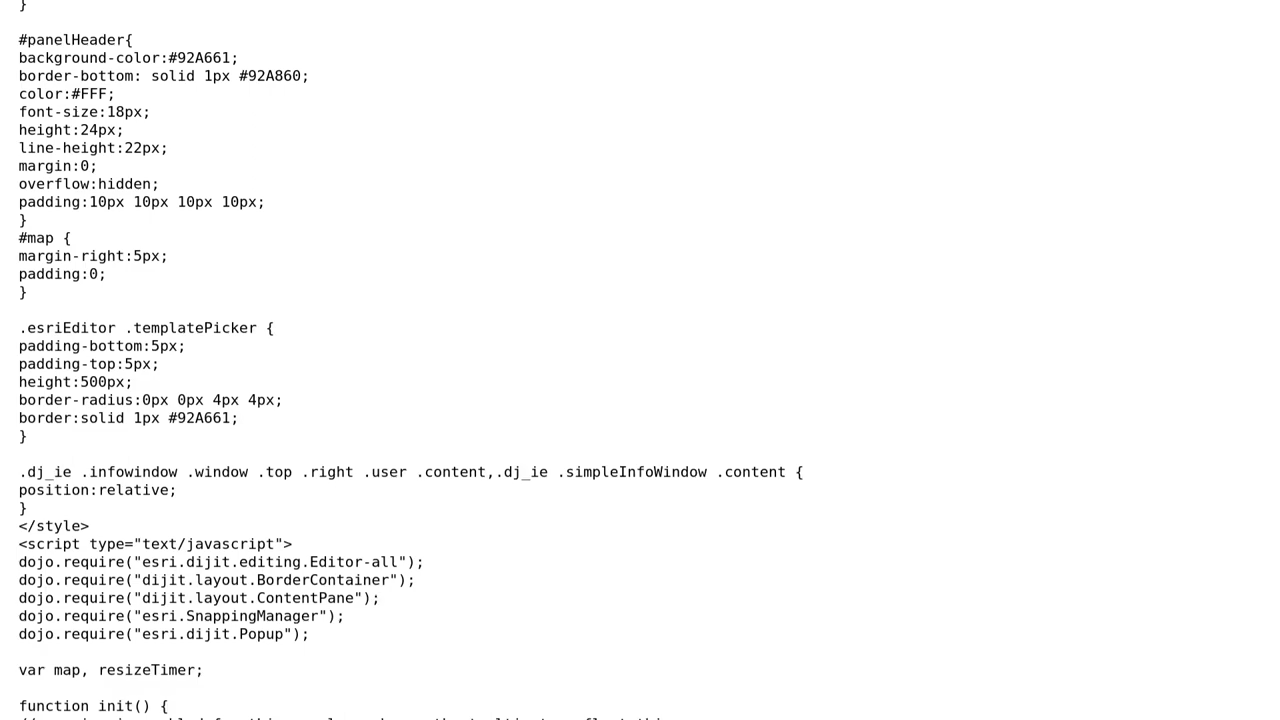 }

#panelHeader{
background-color:#92A661;
border-bottom: solid 1px #92A860;
color:#FFF;
font-size:18px;
height:24px;
line-height:22px;
margin:0;
overflow:hidden;
padding:10px 10px 10px 10px;
}
#map {
margin-right:5px;
padding:0;
}

.esriEditor .templatePicker {
padding-bottom:5px;
padding-top:5px;
height:500px;
border-radius:0px 0px 4px 4px;
border:solid 1px #92A661;
}

.dj_ie .infowindow .window .top .right .user .content,.dj_ie .simpleInfoWindow .content {
position:relative;
}
</style>
<script type="text/javascript">
dojo.require("esri.dijit.editing.Editor-all");
dojo.require("dijit.layout.BorderContainer");
dojo.require("dijit.layout.ContentPane");
dojo.require("esri.SnappingManager");
dojo.require("esri.dijit.Popup");

var map, resizeTimer;

function init() {